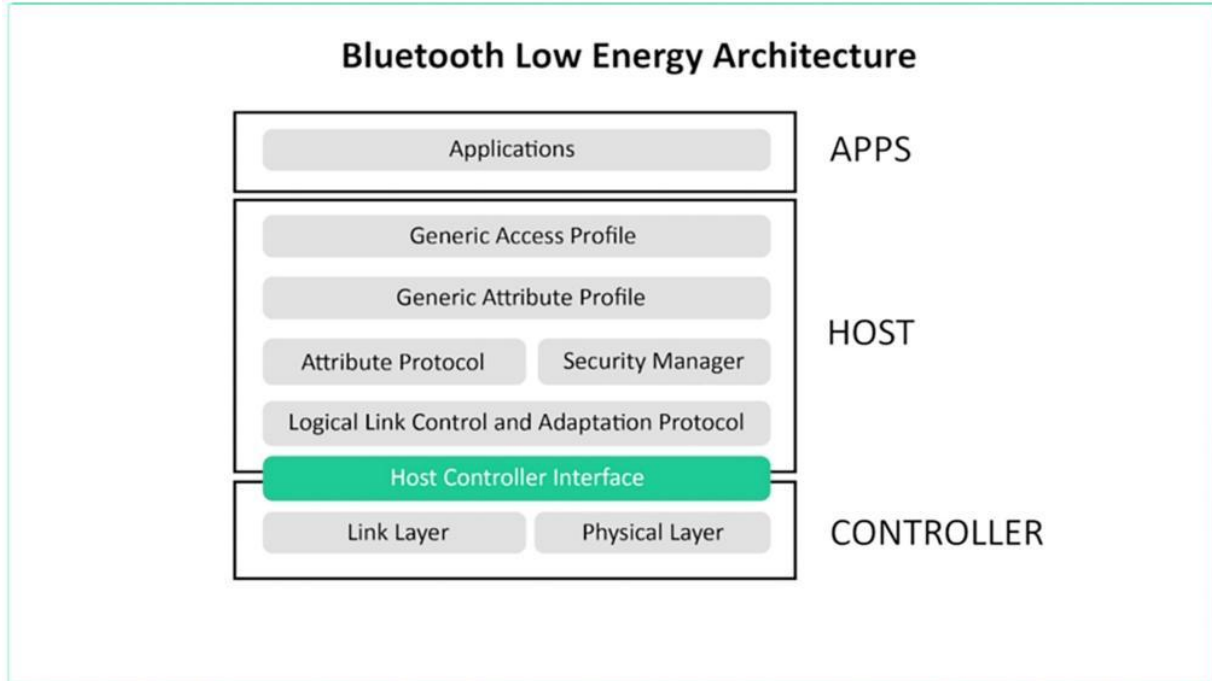 Bluetooth Low Energy Architecture
Applications
APPS
Generic Access Profile
Generic Attribute Profile
HOST
Attribute Protocol
Security Manager
Logical Link Control and Adaptation Protocol
Host Controller Interface
Link Layer
Physical Layer
CONTROLLER